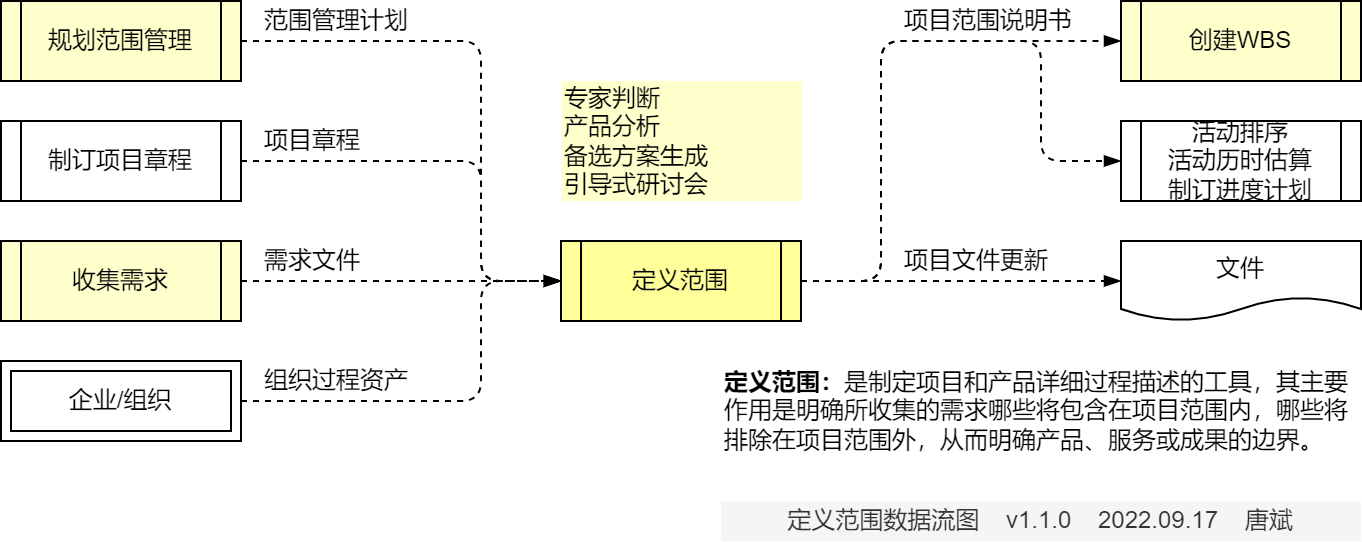 规划范围管理
范围管理计划
制订项目章程
项目章程
收集需求
需求文件
企业/组织
组织过程资产
专家判断
产品分析
备选方案生成
引导式研讨会
定义范围
项目范围说明书
创建WBS
活动排序
活动历时估算
制订进度计划
项目文件更新
文件
定义范围：是制定项目和产品详细过程描述的工具，其主要
作用是明确所收集的需求哪些将包含在项目范围内，哪些将
排除在项目范围外，从而明确产品、服务或成果的边界。
定义范围数据流图 v1.1.0 2022.09.17 唐斌